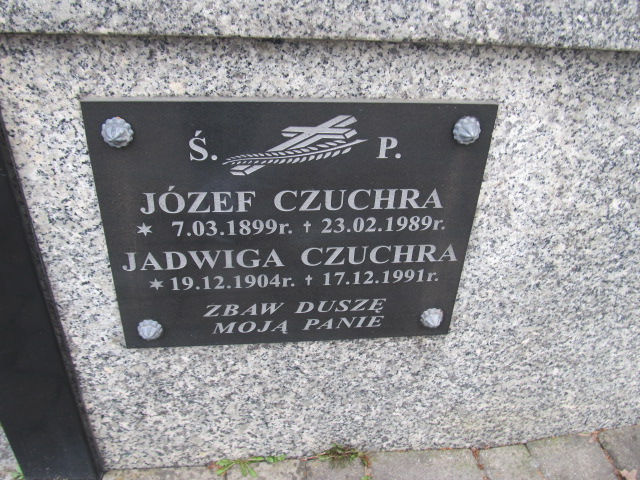 Ś. P.
JÓZEF CZUCHRA
* 7.03.1899r. † 23.02.1989r.
JADWIGA CZUCHRA
* 19.12.1904r. † 17.12.1991r.
ZBAW DUSZĘ
MOJĄ PANIE